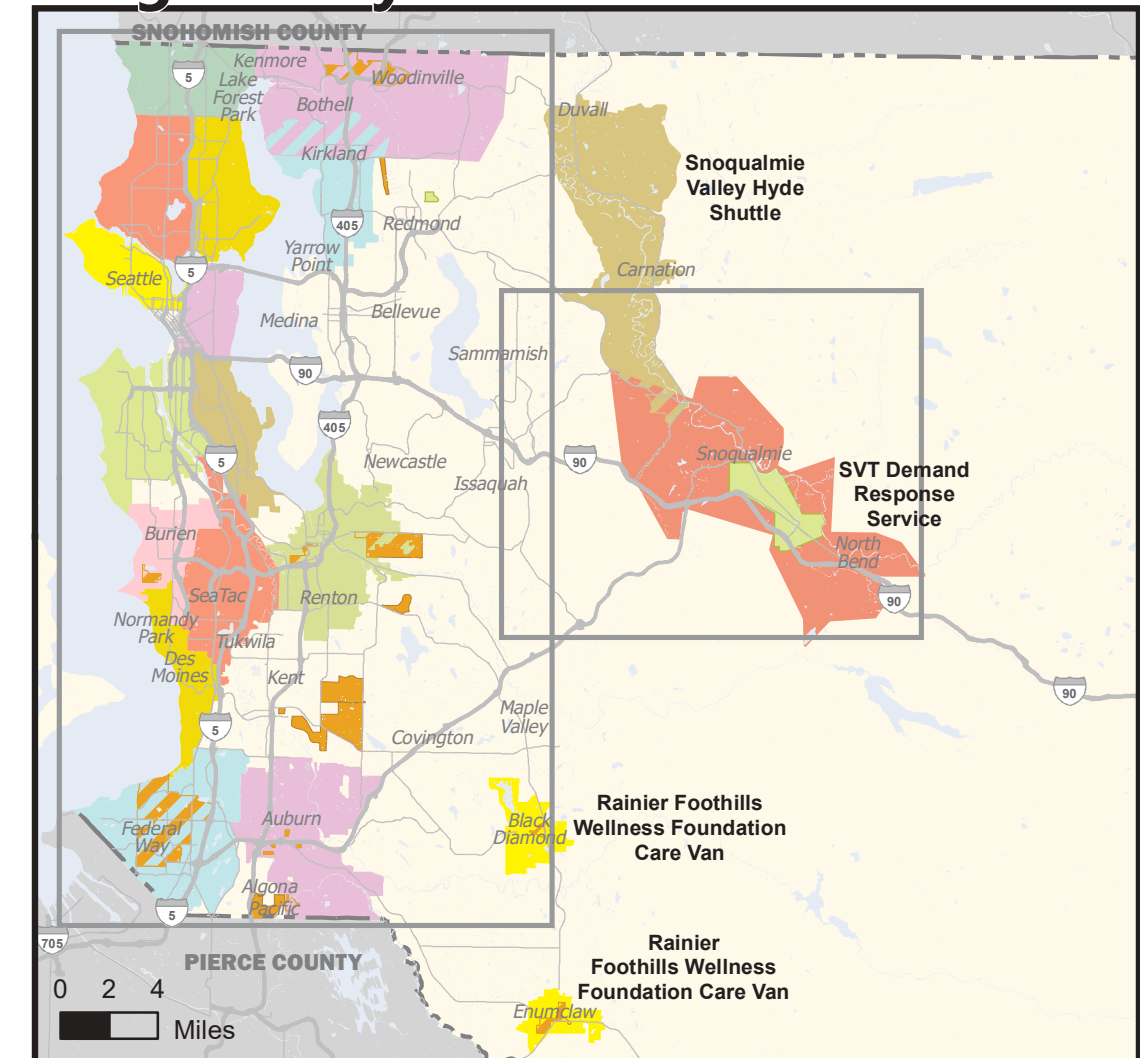 SNOHOMISH COUNTY
Kenmore
5
Lake
Forest
Park
Woodinville
Bothell
Duvall
Kirkland
Snoqualmie
Valley Hyde
Shuttle
405
Redmond
Yarrow
Point
5
Seattle
Carnation
Medina
Bellevue
Sammamish
90
405
Newcastle
Snoqualmie
5
90
Issaquah
SVT Demand
Response
Service
Burien
North
Bend
SeaTac
Renton
90
Normandy
Park
Tukwila
Des
Moines
Kent
90
Maple
Valley
5
Covington
Federal
Way
Auburn
Black
Diamond
Rainier Foothills
Wellness Foundation
Care Van
Algona
Pacific
5
705
PIERCE COUNTY
Rainier
Foothills Wellness
Foundation Care Van
Enumclaw
0 2 4
Miles